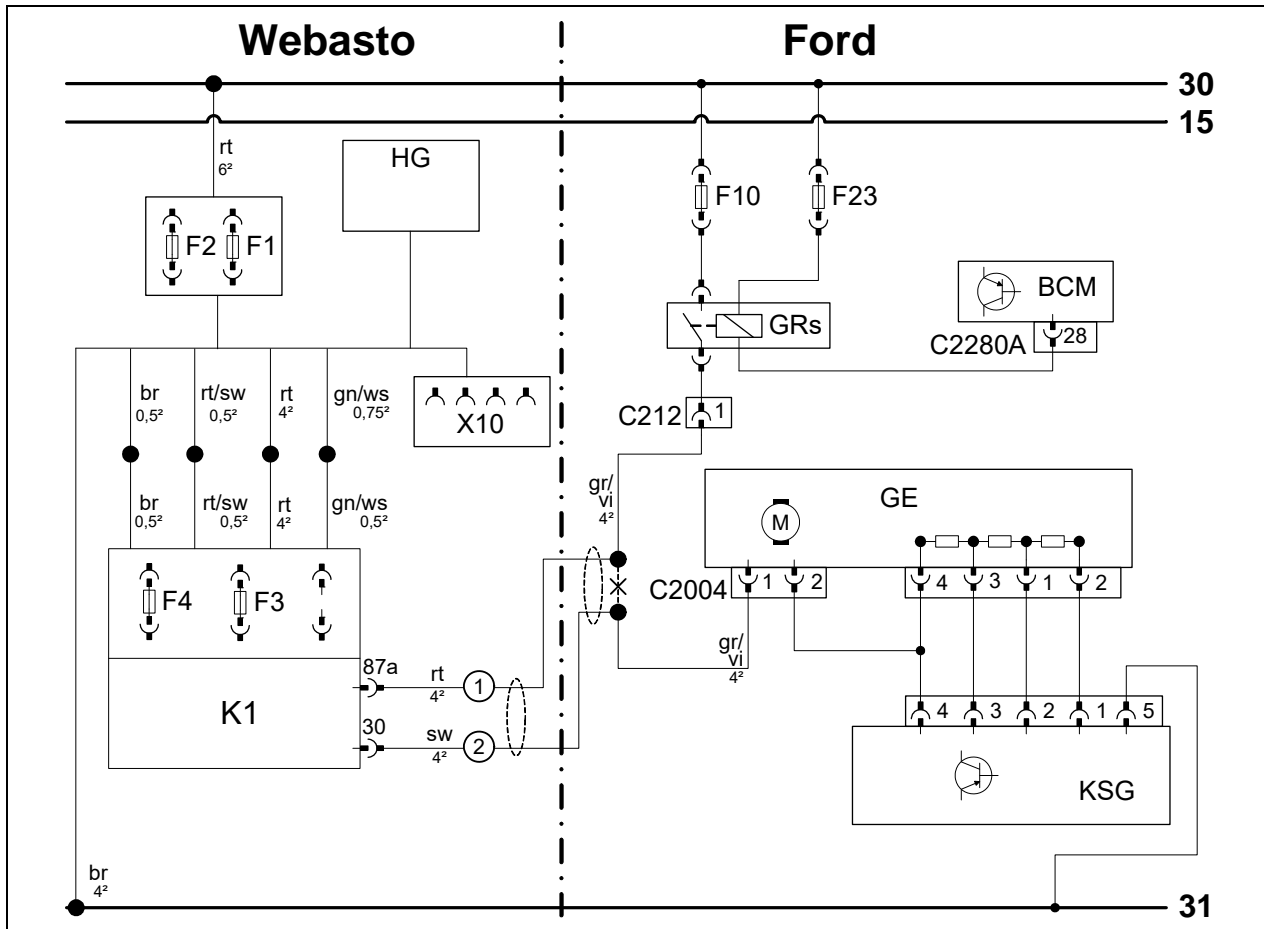 Webasto
Ford
30
15
rt
6²
HG
F2
F1
F10
F23
BCM
GRs
C2280A
28
br
0,5²
rt/sw
0,5²
rt
4²
gn/ws
0,75²
X10
C212
1
br
0,5²
rt/sw
0,5²
rt
4²
gn/ws
0,5²
gr/
vi
4²
GE
M
F4
F3
C2004
1
2
4
3
1
2
gr/
vi
4²
87a
rt
4²
1
K1
30
sw
4²
2
4
3
2
1
5
KSG
br
4²
31